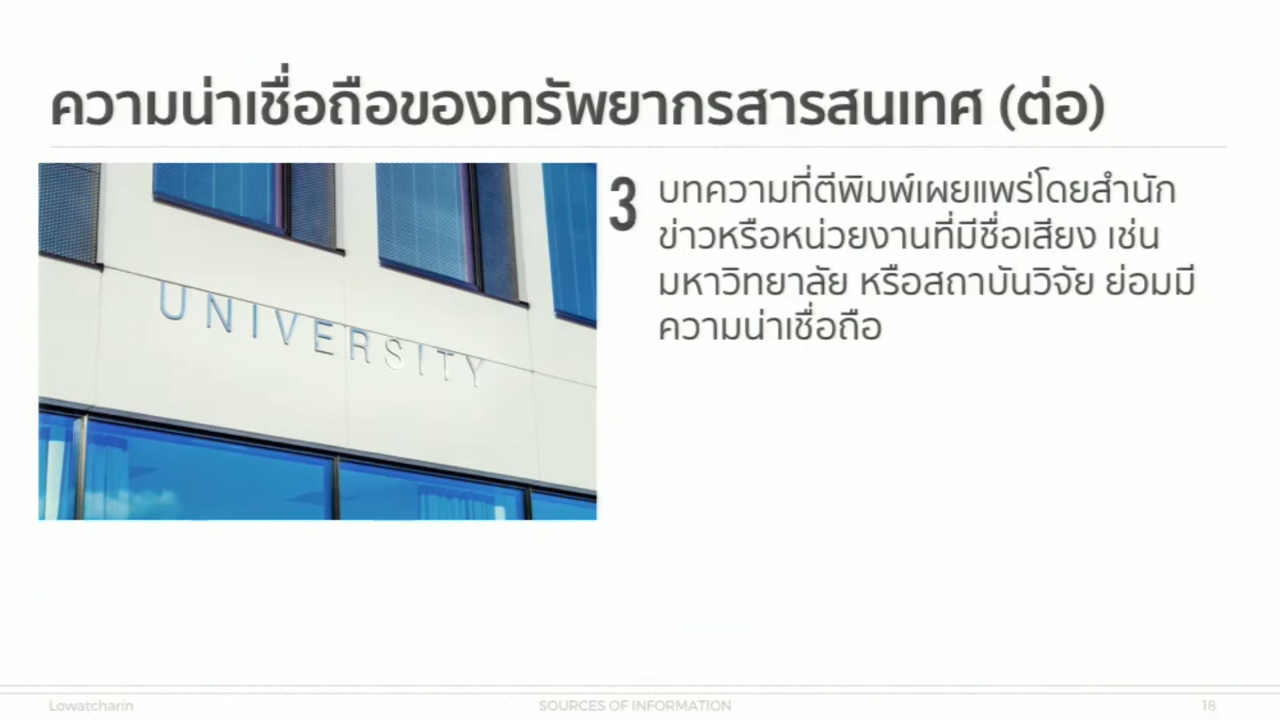 ความน่าเชื่อถือของทรัพยากรสารสนเทศ (ต่อ)
UNIVERSITY
3 บทความที่ตีพิมพ์เผยแพร่โดยสำนัก
ข่าวหรือหน่วยงานที่มีชื่อเสียง เช่น
มหาวิทยาลัย หรือสถาบันวิจัย ย่อมมี
ความน่าเชื่อถือ
Lowatcharin SOURCES OF INFORMATION 18